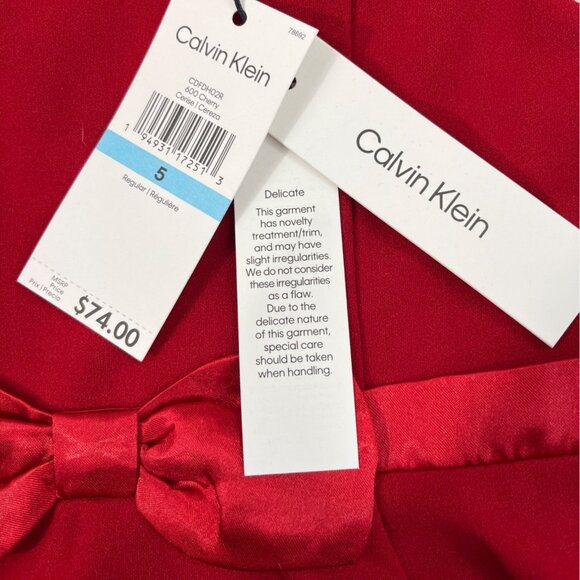 78692
Calvin Klein
CDFDH02R
600 Cherry
Cerise | Cereza
1 94931 17251 3
5
Regular | Régulière
MSRP
Price
Prix | Precio
$74.00
Calvin Klein
Delicate
This garment
has novelty
treatment/trim,
and may have
slight irregularities.
We do not consider
these irregularities
as a flaw.
Due to the
delicate nature
of this garment,
special care
should be taken
when handling.